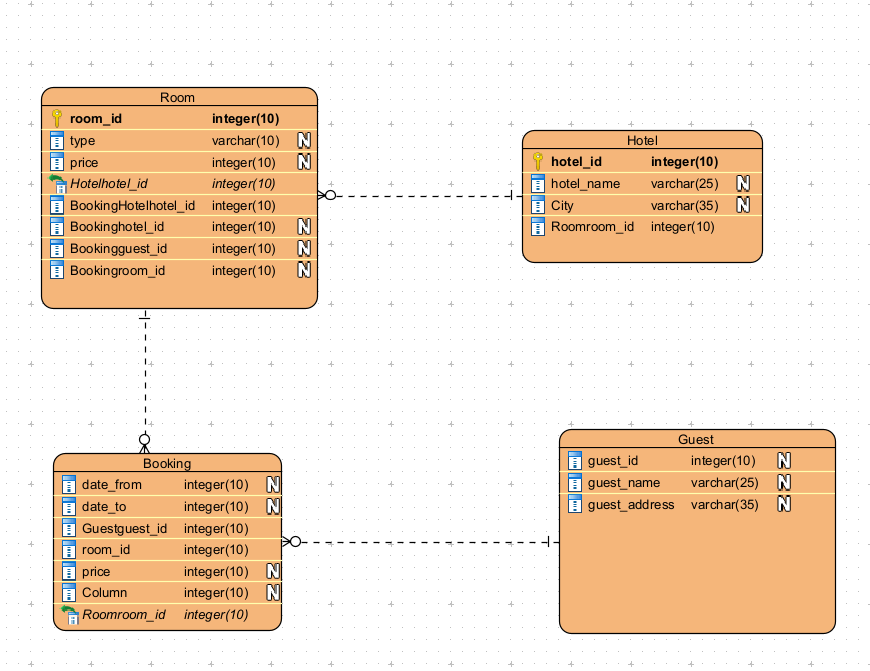 Room
room_id integer(10)
type varchar(10) N
price integer(10) N
Hotelhotel_id integer(10)
BookingHotelhotel_id integer(10)
Bookinghotel_id integer(10) N
Bookingguest_id integer(10) N
Bookingroom_id integer(10) N
Hotel
hotel_id integer(10)
hotel_name varchar(25) N
City varchar(35) N
Roomroom_id integer(10)
Booking
date_from integer(10) N
date_to integer(10) N
Guestguest_id integer(10)
room_id integer(10)
price integer(10) N
Column integer(10) N
Roomroom_id integer(10)
Guest
guest_id integer(10) N
guest_name varchar(25) N
guest_address varchar(35) N